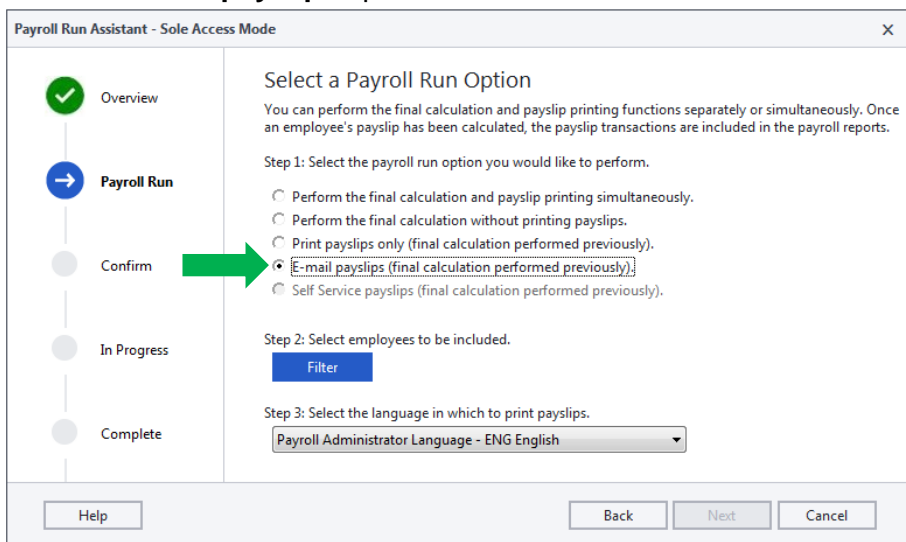 Payroll Run Assistant - Sole Access Mode
Overview
Payroll Run
Confirm
In Progress
Complete
Select a Payroll Run Option
You can perform the final calculation and payslip printing functions separately or simultaneously. Once
an employee's payslip has been calculated, the payslip transactions are included in the payroll reports.
Step 1: Select the payroll run option you would like to perform.
Perform the final calculation and payslip printing simultaneously.
Perform the final calculation without printing payslips.
Print payslips only (final calculation performed previously).
E-mail payslips (final calculation performed previously).
Self Service payslips (final calculation performed previously).
Step 2: Select employees to be included.
Filter
Step 3: Select the language in which to print payslips.
Payroll Administrator Language - ENG English
Help
Back
Next
Cancel